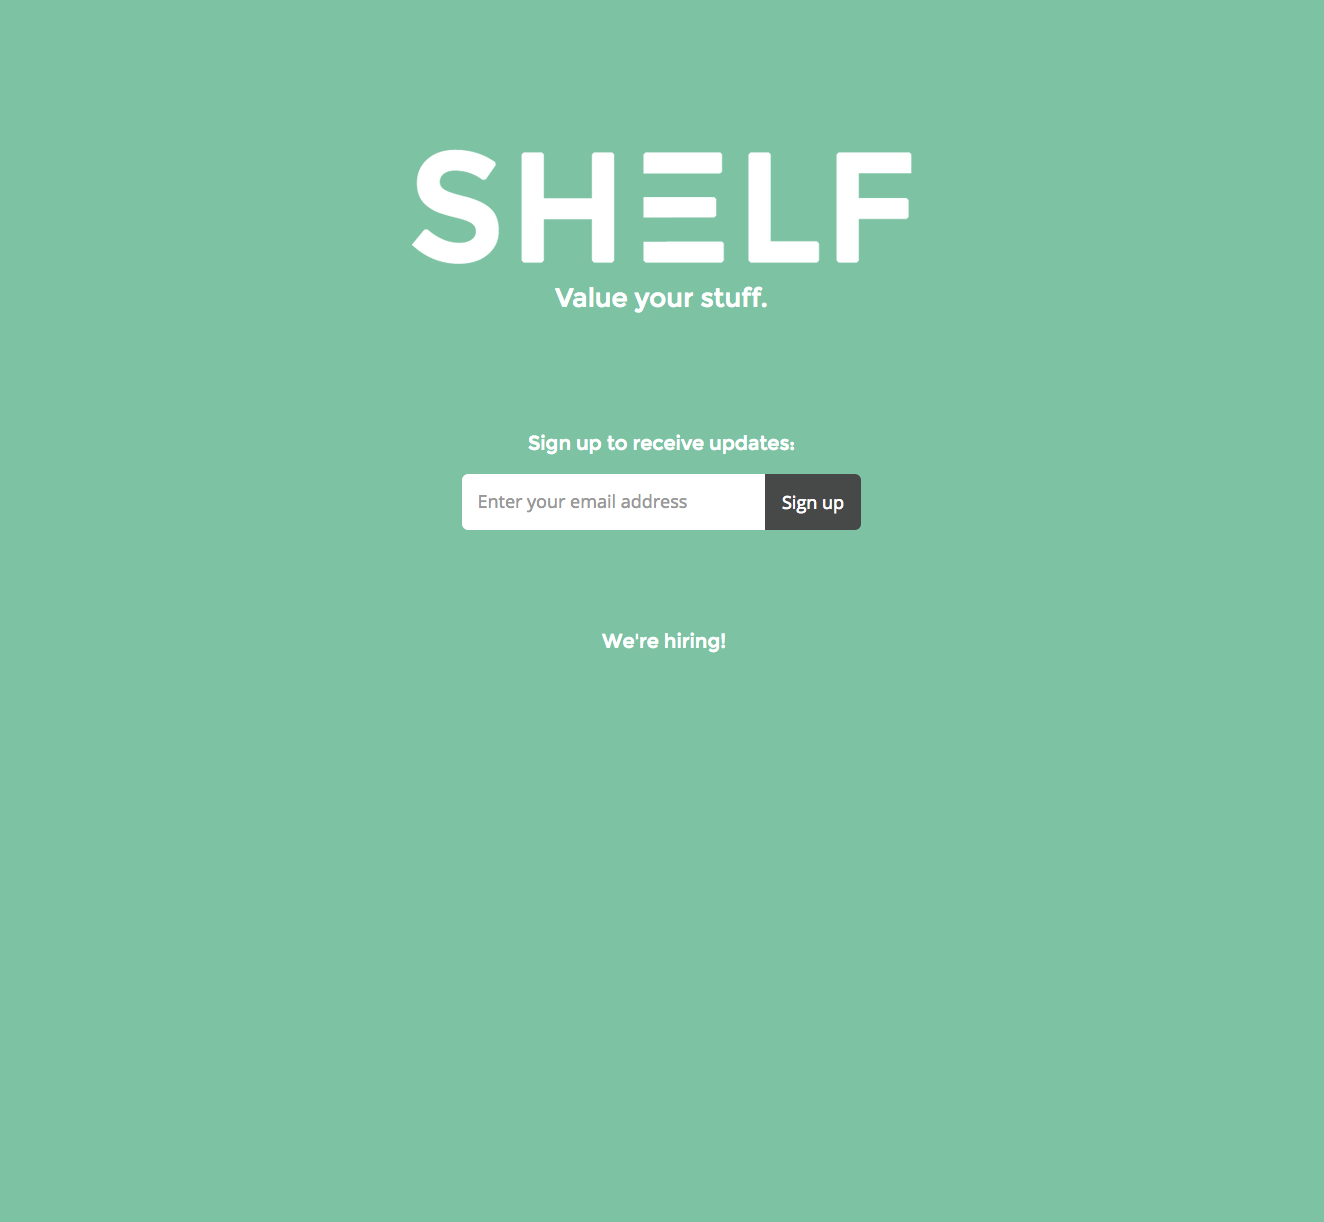 SHELF
Value your stuff.
Sign up to receive updates:
Enter your email address
Sign up
We're hiring!